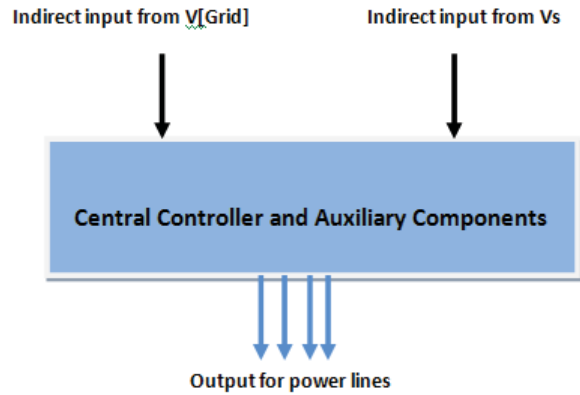 Indirect input from V[Grid]
Indirect input from Vs
Central Controller and Auxiliary Components
Output for power lines